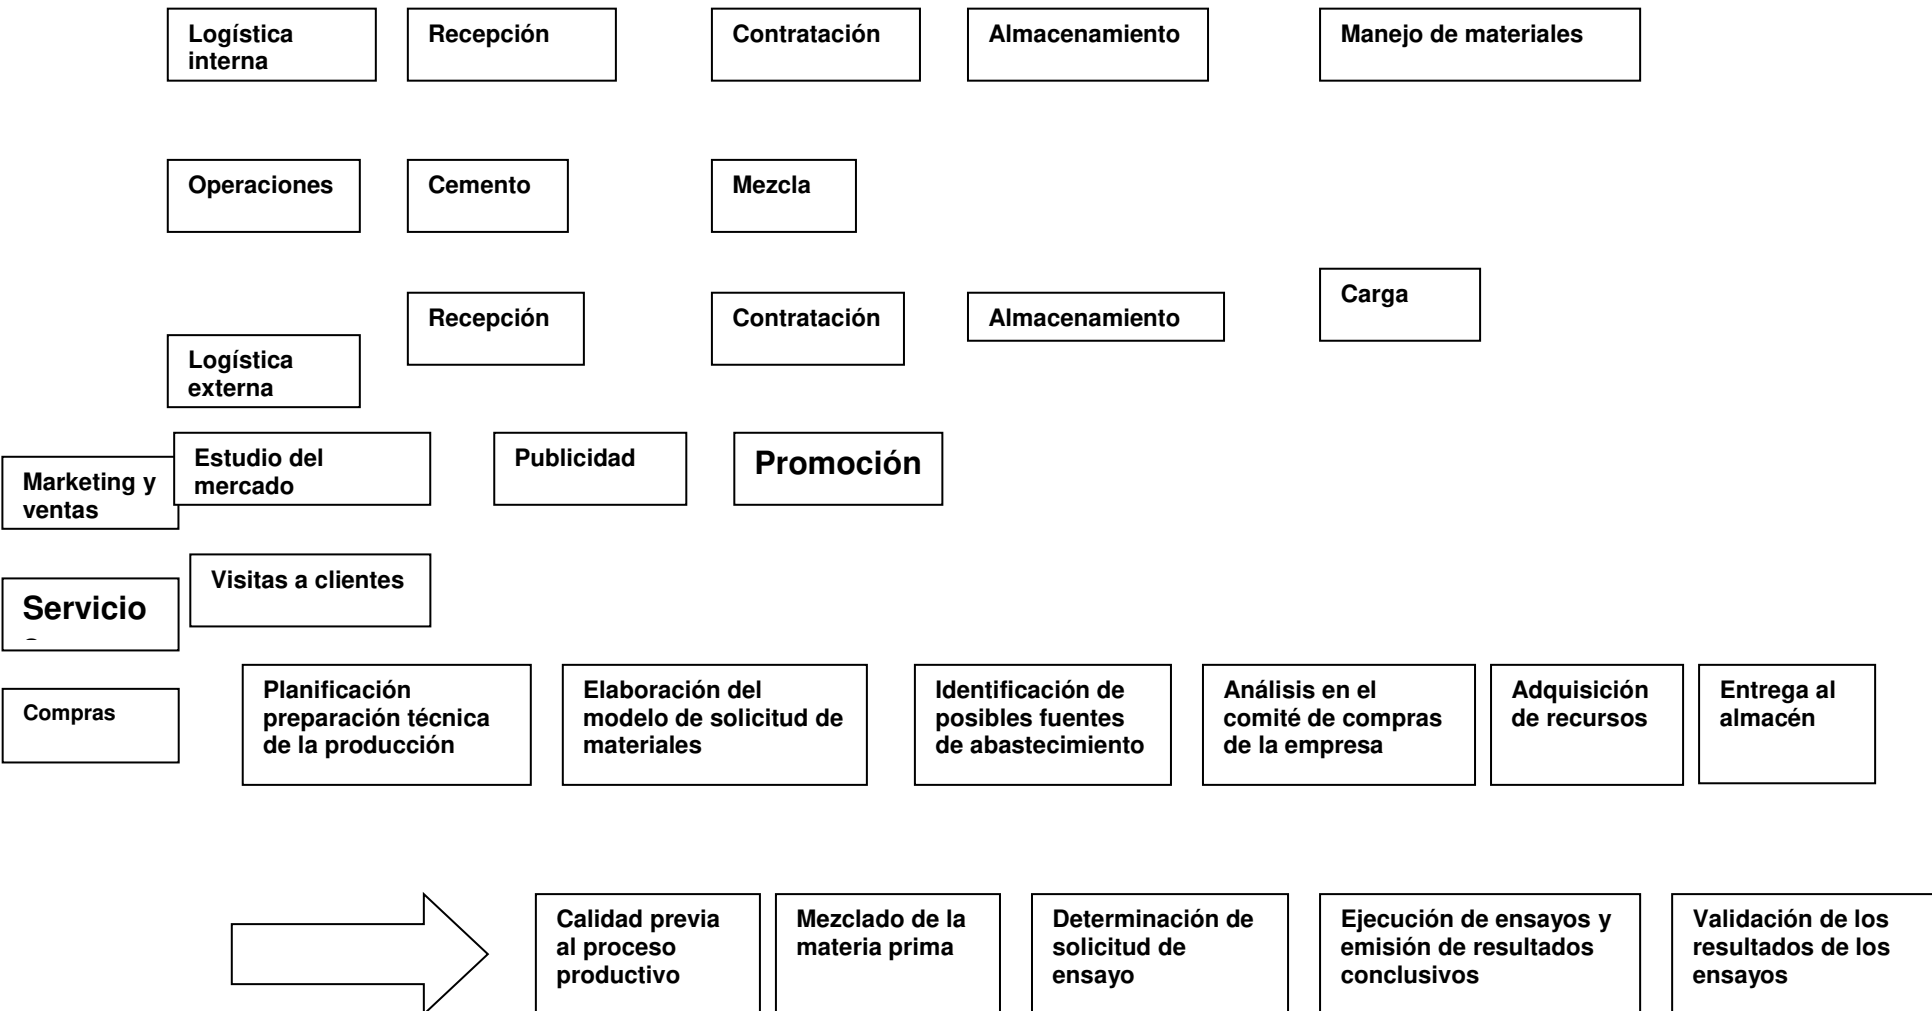 Logística
interna
Recepción
Contratación
Almacenamiento
Manejo de materiales
Operaciones
Cemento
Mezcla
Logística
externa
Recepción
Contratación
Almacenamiento
Carga
Marketing y
ventas
Estudio del
mercado
Publicidad
Promoción
Servicio
Visitas a clientes
Compras
Planificación
preparación técnica
de la producción
Elaboración del
modelo de solicitud de
materiales
Identificación de
posibles fuentes
de abastecimiento
Análisis en el
comité de compras
de la empresa
Adquisición
de recursos
Entrega al
almacén
Calidad previa
al proceso
productivo
Mezclado de la
materia prima
Determinación de
solicitud de
ensayo
Ejecución de ensayos y
emisión de resultados
conclusivos
Validación de los
resultados de los
ensayos